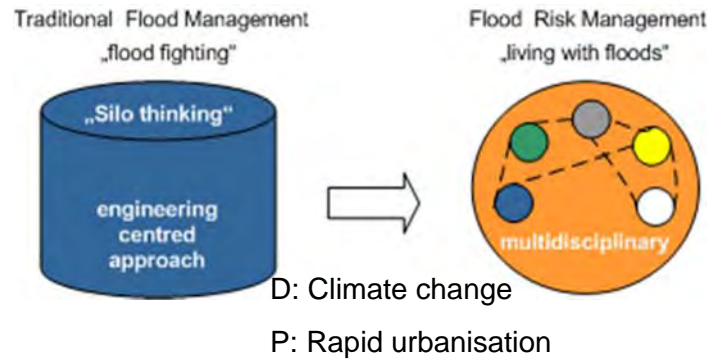 Traditional Flood Management
„flood fighting“
Flood Risk Management
„living with floods“
„Silo thinking“
engineering
centred
approach
multidisciplinary
D: Climate change
P: Rapid urbanisation